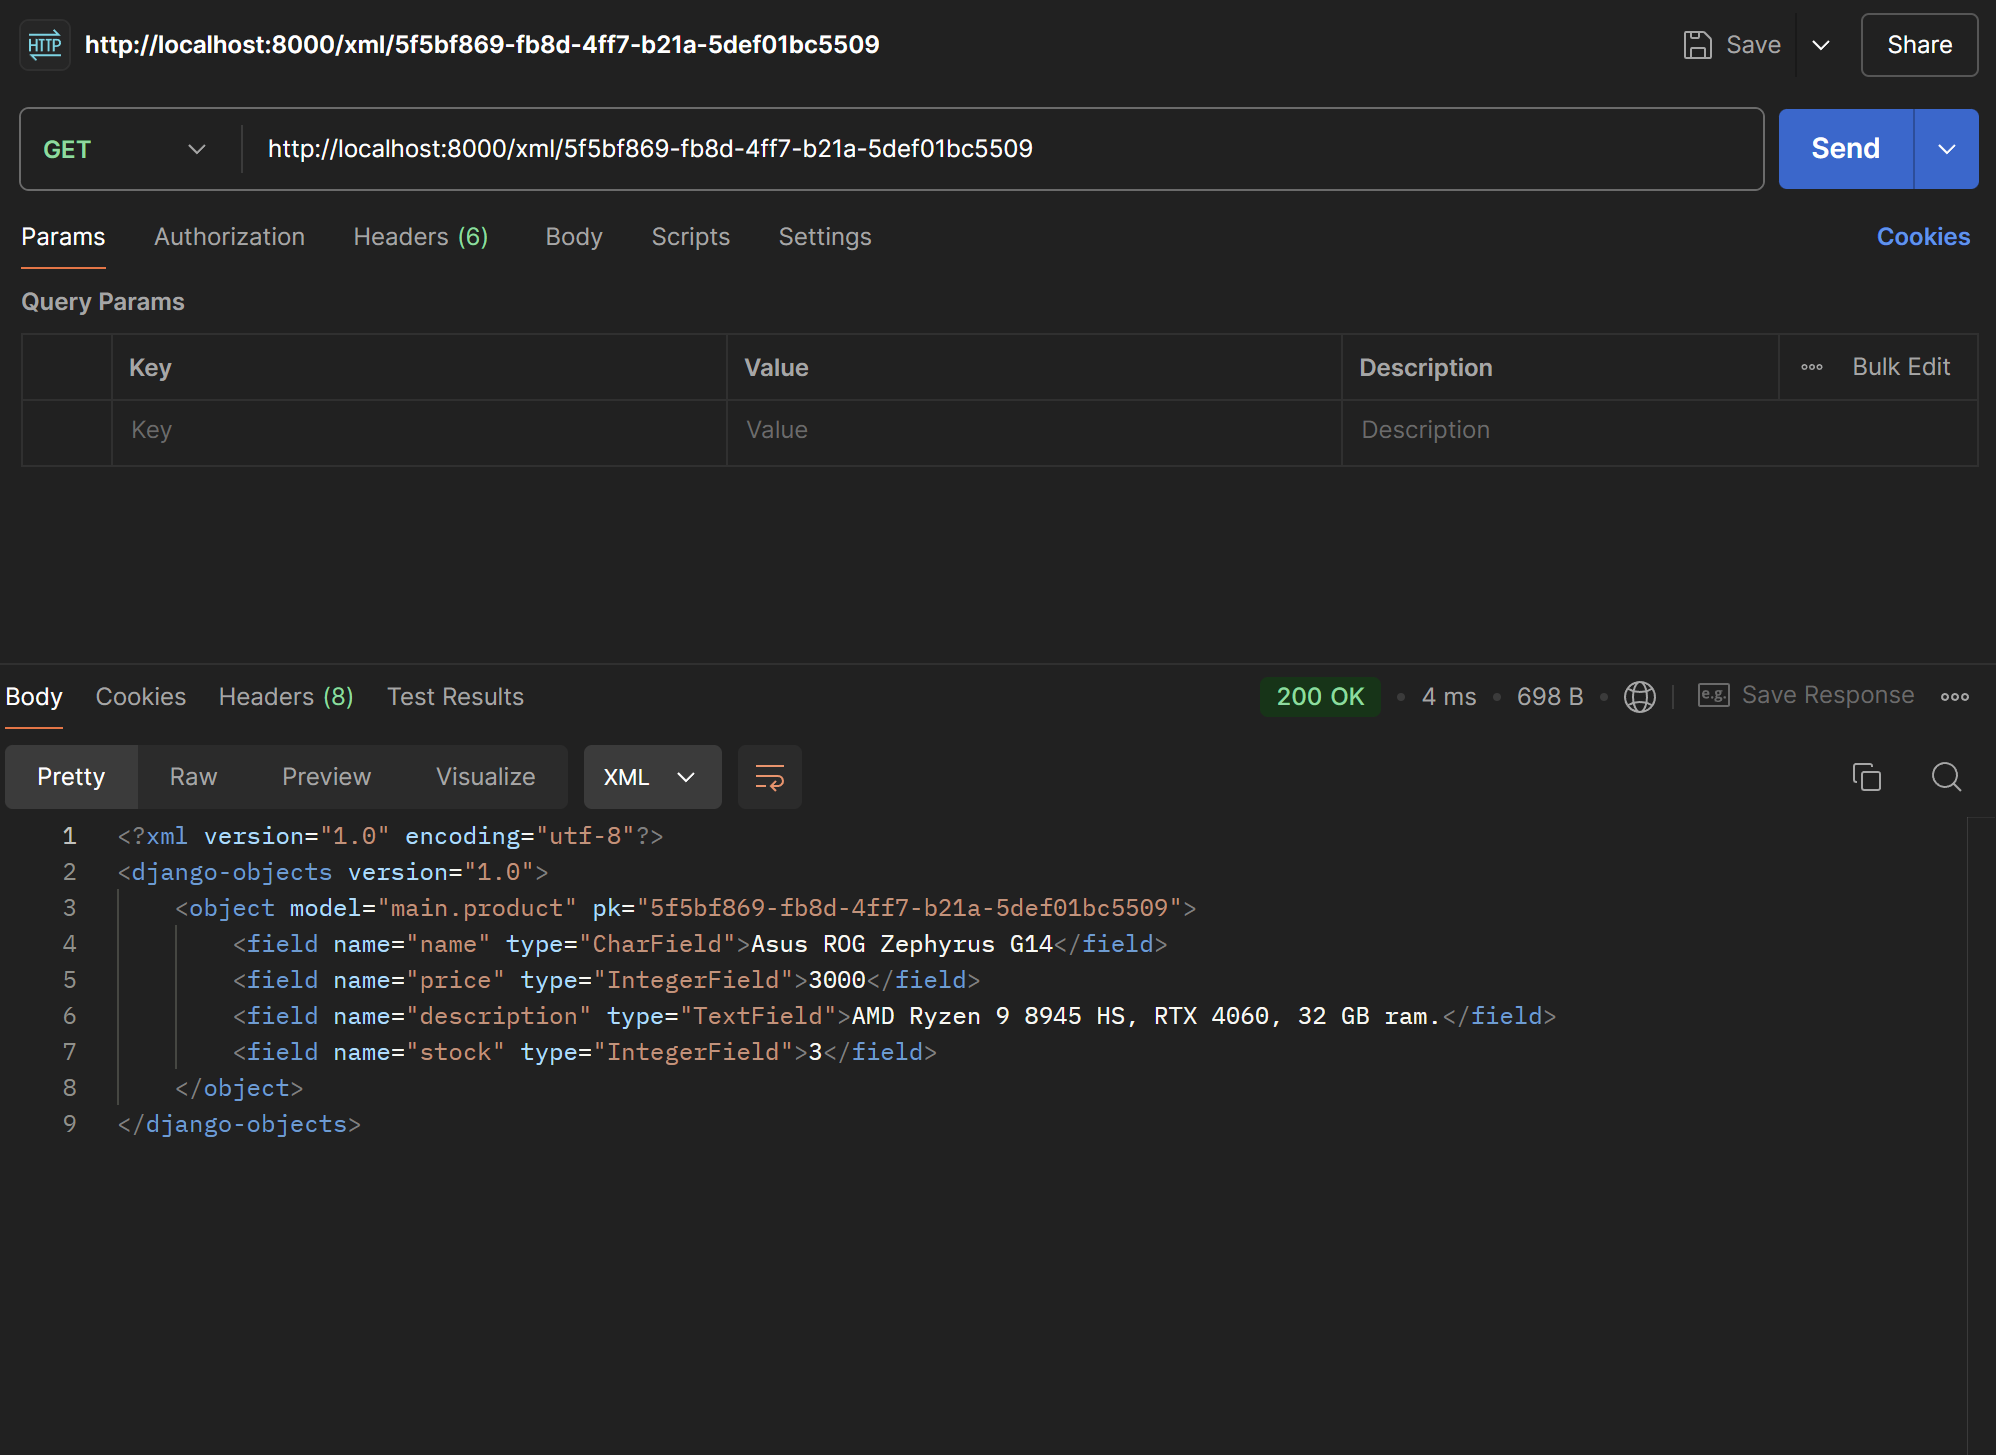 HTTP http://localhost:8000/xml/5f5bf869-fb8d-4ff7-b21a-5def01bc5509 Save Share
GET http://localhost:8000/xml/5f5bf869-fb8d-4ff7-b21a-5def01bc5509 Send
Params Authorization Headers (6) Body Scripts Settings Cookies
Query Params
Key Value Description Bulk Edit
Key Value Description
Body Cookies Headers (8) Test Results 200 OK 4 ms 698 B e.g. Save Response
Pretty Raw Preview Visualize XML
1 <?xml version="1.0" encoding="utf-8"?>
2 <django-objects version="1.0">
3 <object model="main.product" pk="5f5bf869-fb8d-4ff7-b21a-5def01bc5509">
4 <field name="name" type="CharField">Asus ROG Zephyrus G14</field>
5 <field name="price" type="IntegerField">3000</field>
6 <field name="description" type="TextField">AMD Ryzen 9 8945 HS, RTX 4060, 32 GB ram.</field>
7 <field name="stock" type="IntegerField">3</field>
8 </object>
9 </django-objects>